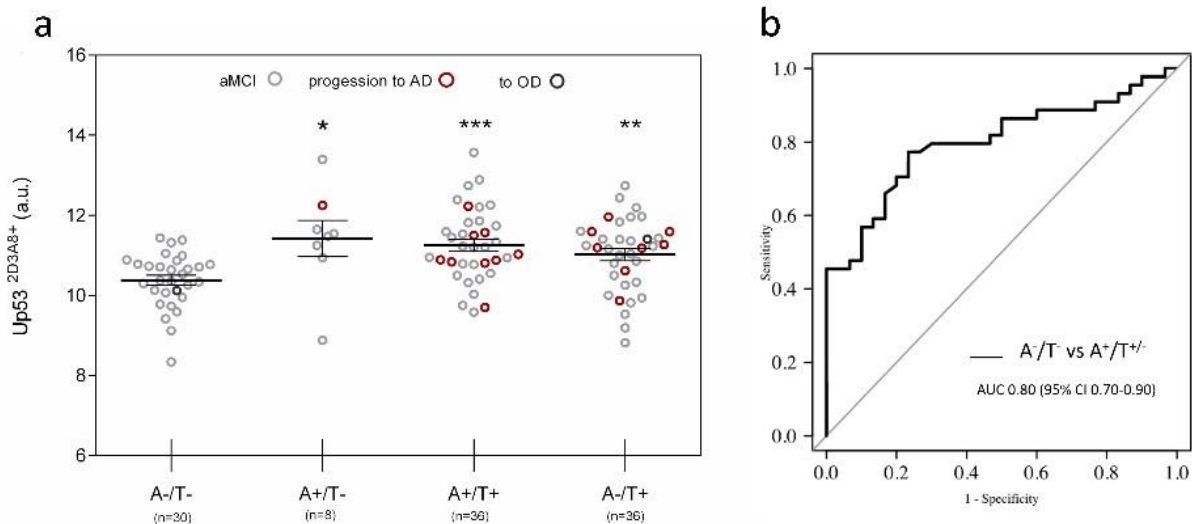 a
16
14
12
10
8
6
Up53 2D3A8+ (a.u.)
aMCI progession to AD to OD
* *** **
A-/T- A+/T- A+/T+ A-/T+
(n=30) (n=8) (n=36) (n=36)
b
1.0
0.8
0.6
0.4
0.2
0.0
Sensitivity
A-/T- vs A+/T+/-
AUC 0.80 (95% CI 0.70-0.90)
0.0 0.2 0.4 0.6 0.8 1.0
1 - Specificity